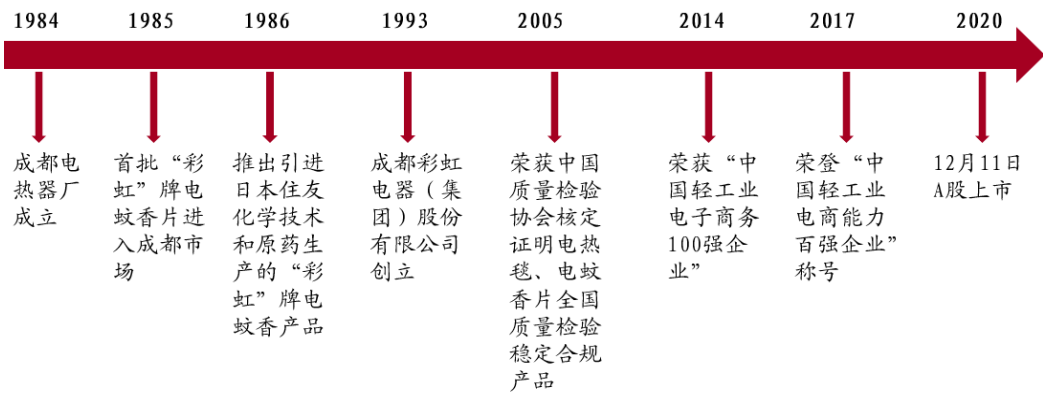 1984
1985
1986
1993
2005
2014
2017
2020
成都电
热器厂
成立
首批“彩
虹”牌电
蚊香片进
入成都市
场
推出引进
日本住友
化学技术
和原药生
产的“彩
虹”牌电
蚊香产品
成都彩虹
电器（集
团）股份
有限公司
创立
荣获中国
质量检验
协会核定
证明电热
毯、电蚊
香片全国
质量检验
稳定合规
产品
荣获“中
国轻工业
电子商务
100强企
业”
荣登“中
国轻工业
电商能力
百强企业”
称号
12月11日
A股上市